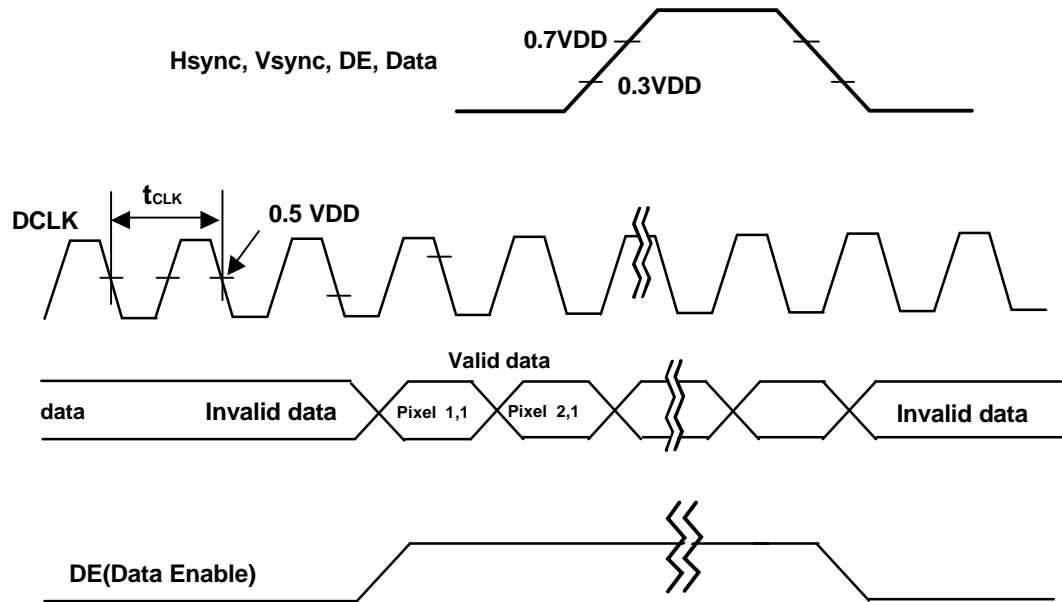 0.7VDD
Hsync, Vsync, DE, Data
0.3VDD
tCLK
0.5 VDD
DCLK
Valid data
data
Invalid data
Pixel 1,1
Pixel 2,1
Invalid data
DE(Data Enable)